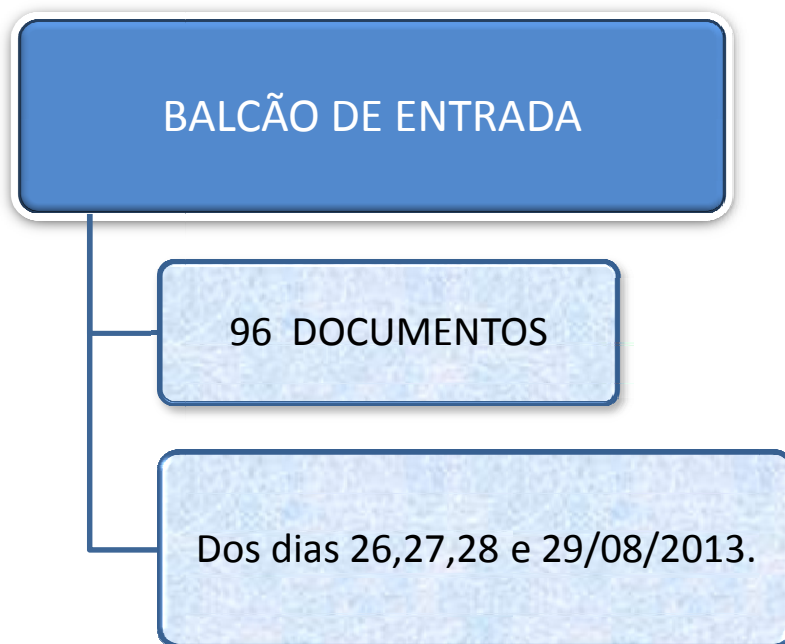 BALCÃO DE ENTRADA
96 DOCUMENTOS
Dos dias 26,27,28 e 29/08/2013.